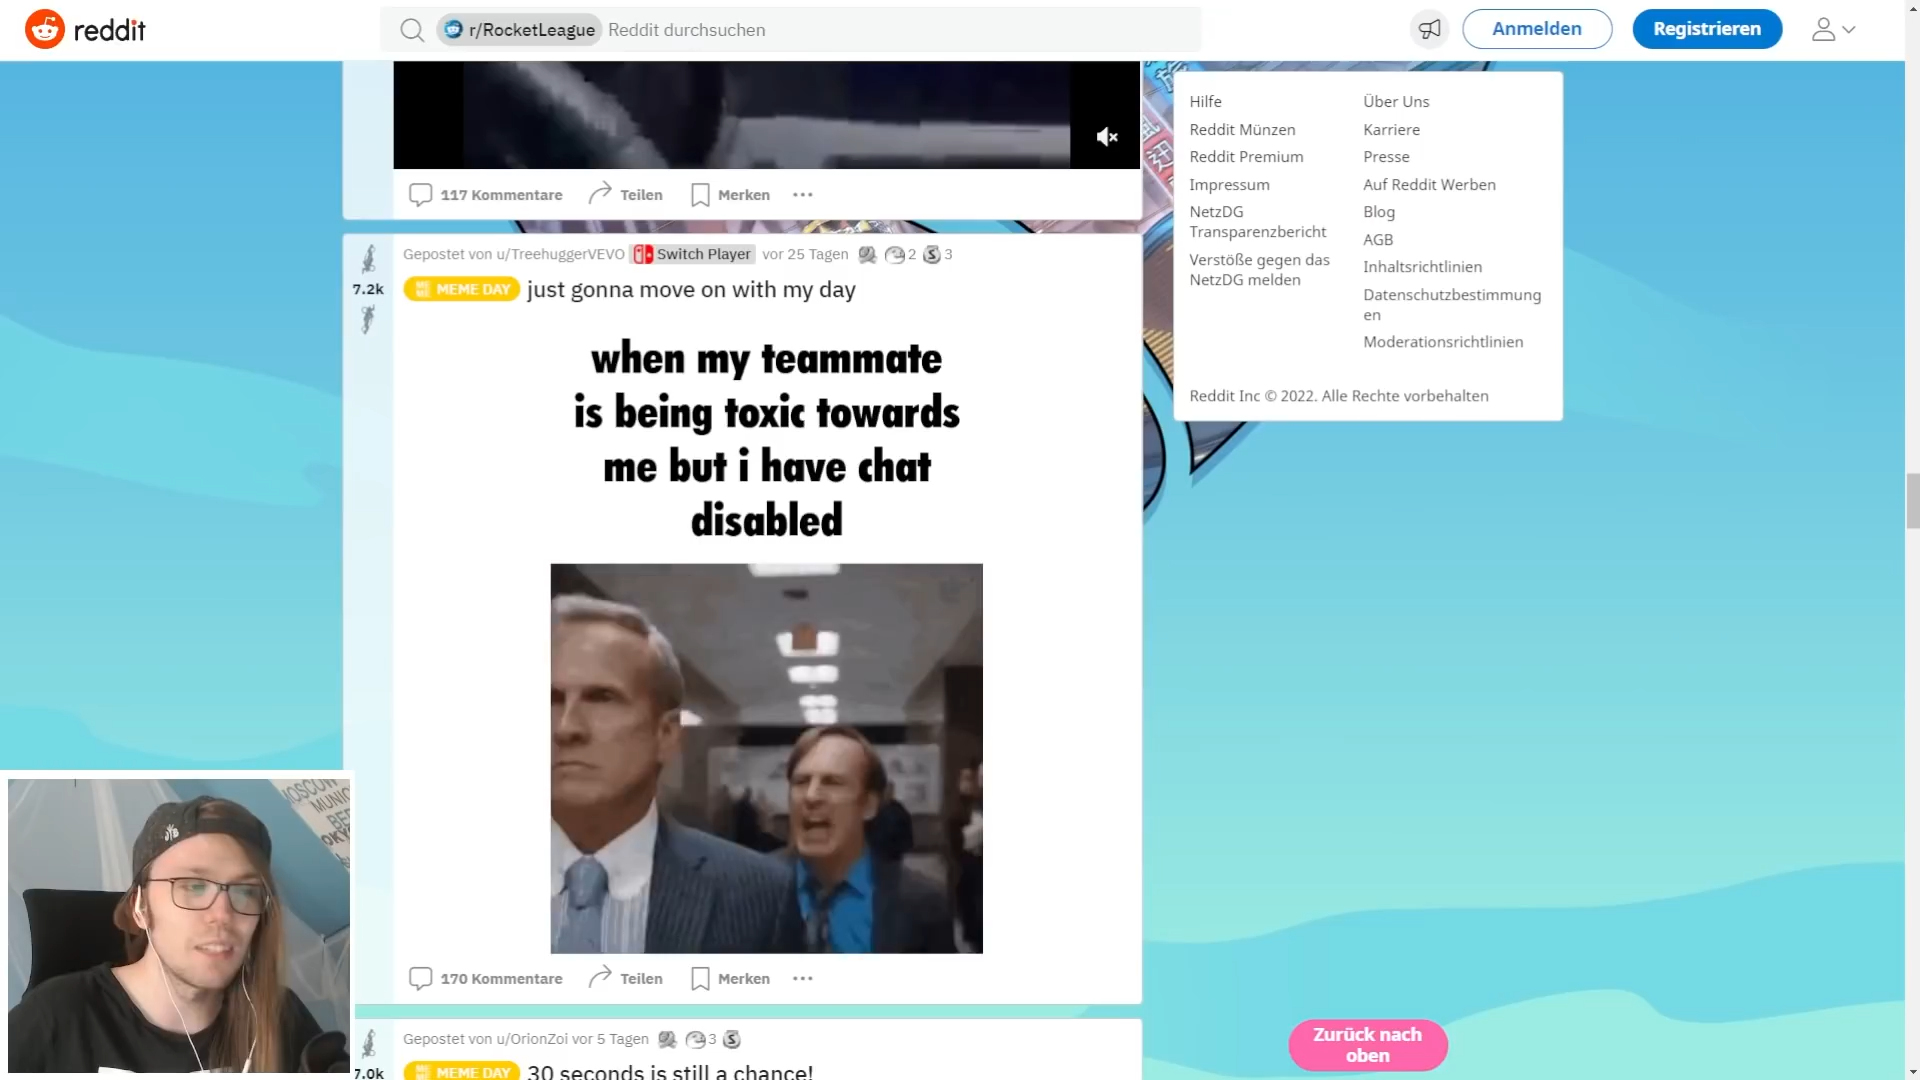 reddit
r/RocketLeague Reddit durchsuchen
Anmelden
Registrieren
117 Kommentare Teilen Merken
Gepostet von u/TreehuggerVEVO Switch Player vor 25 Tagen 2 3
7.2k
MEME DAY just gonna move on with my day
when my teammate
is being toxic towards
me but i have chat
disabled
170 Kommentare Teilen Merken
Gepostet von u/OrionZoi vor 5 Tagen 3
7.0k
MEME DAY 30 seconds is still a chance!
Hilfe
Reddit Münzen
Reddit Premium
Impressum
NetzDG
Transparenzbericht
Verstöße gegen das
NetzDG melden
Über Uns
Karriere
Presse
Auf Reddit Werben
Blog
AGB
Inhaltsrichtlinien
Datenschutzbestimmung
en
Moderationsrichtlinien
Reddit Inc © 2022. Alle Rechte vorbehalten
Zurück nach
oben
MOSCOW